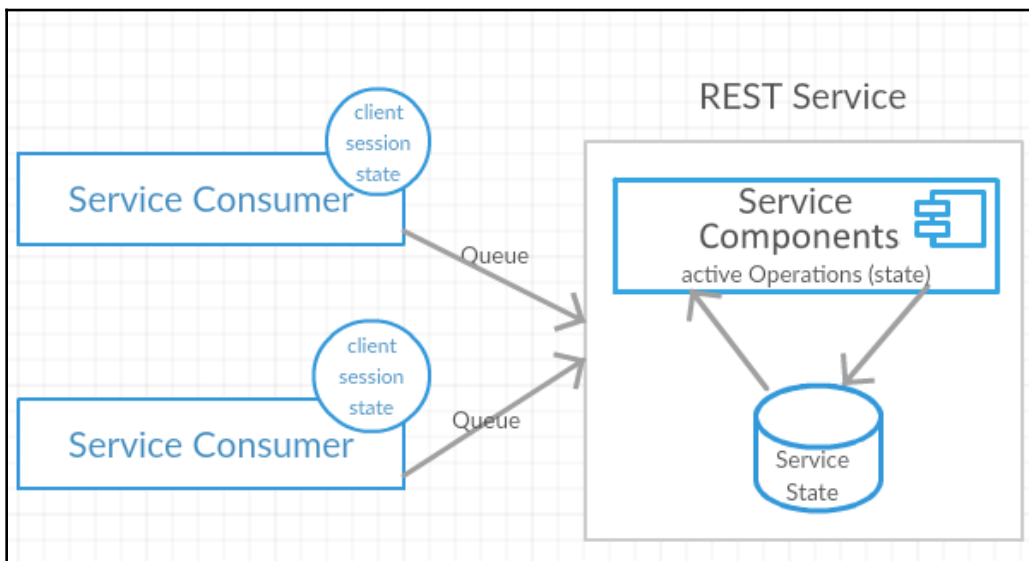 client
session
state
Service Consumer
Queue
client
session
state
Service Consumer
Queue
REST Service
Service
Components
active Operations (state)
Service
State